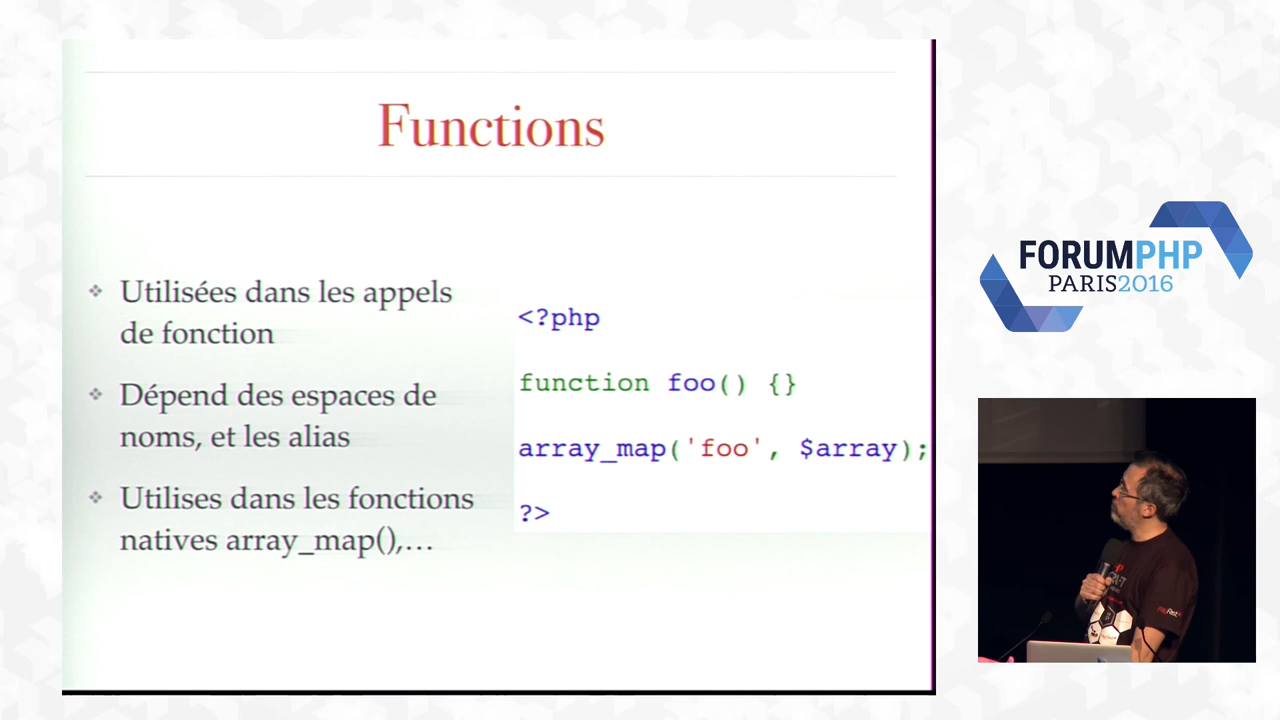 Functions
Utilisées dans les appels
de fonction
Dépend des espaces de
noms, et les alias
Utilises dans les fonctions
natives array_map(),...
<?php
function foo() {}
array_map('foo', $array);
?>
FORUMPHP
PARIS2016